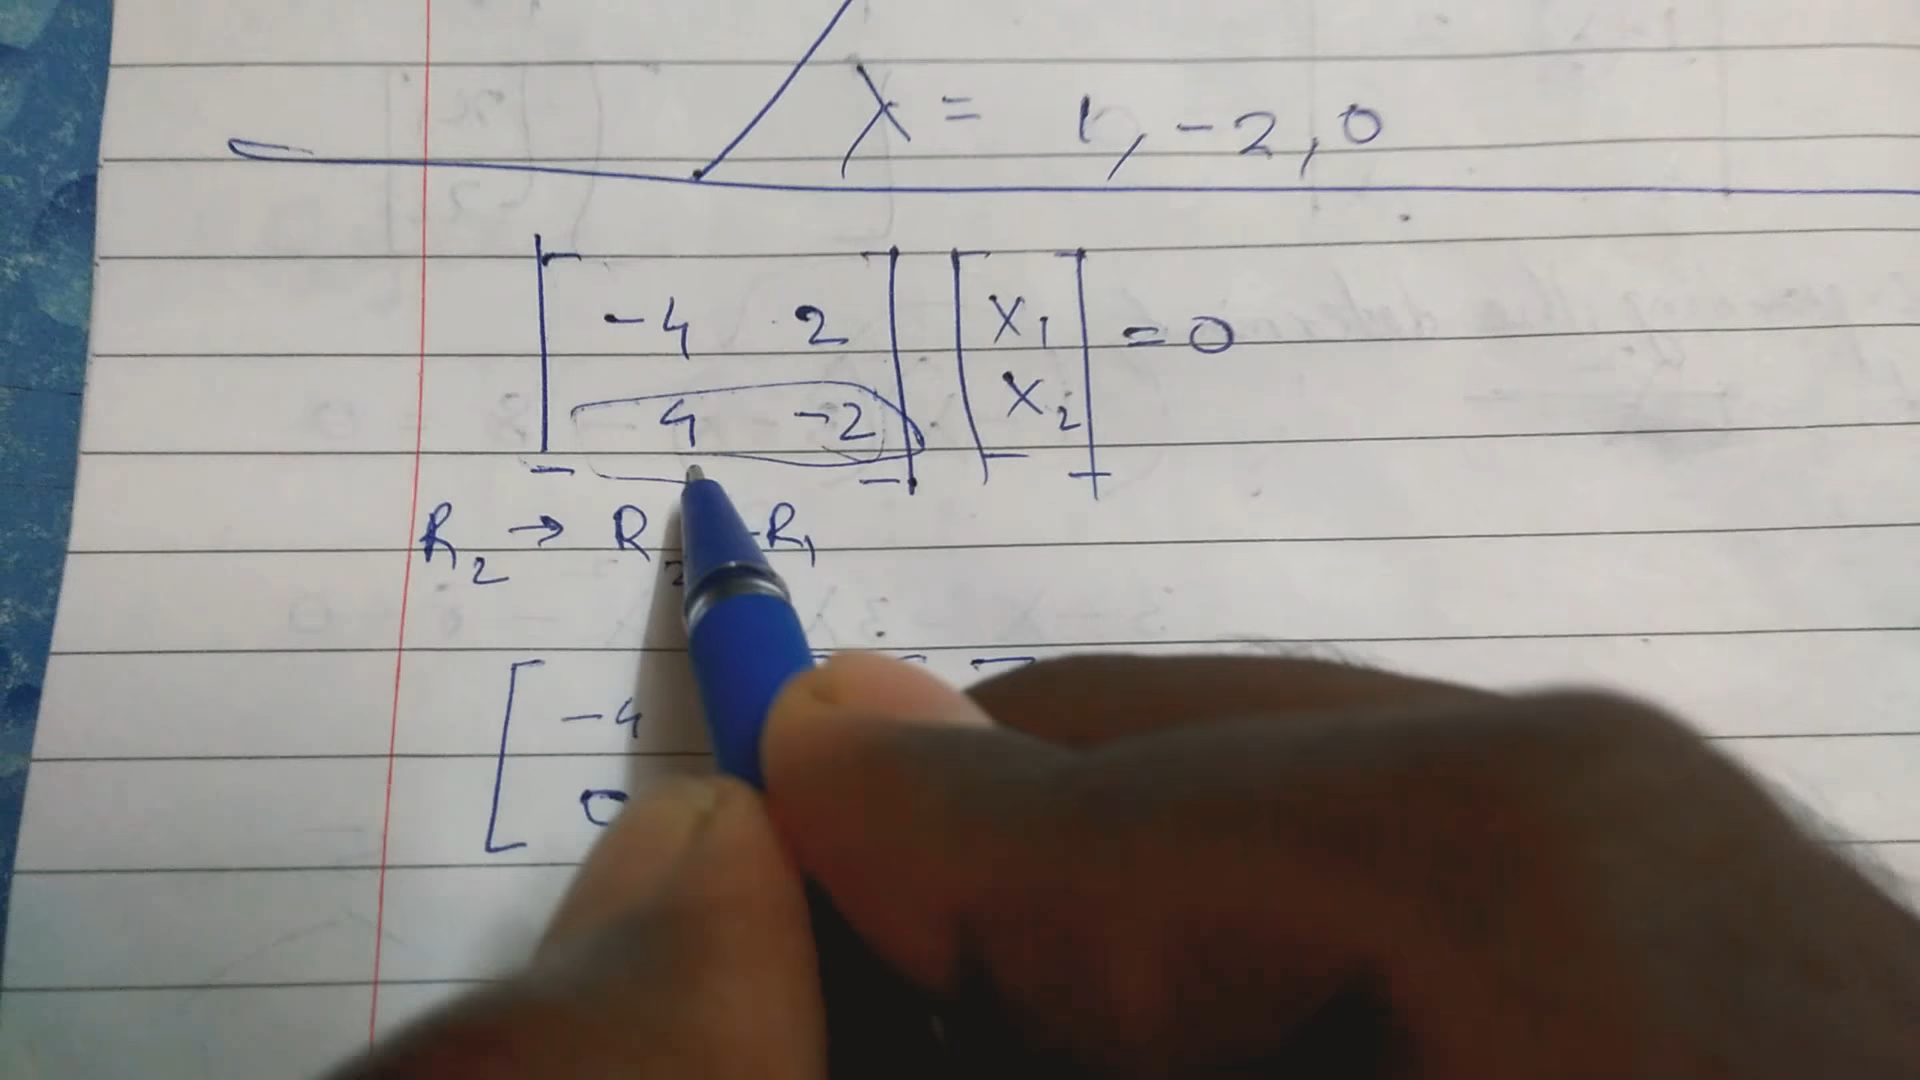 λ = 1, -2, 0
-4 2 x1 = 0
4 -2 x2
R2 → R2 -R1
-4
0